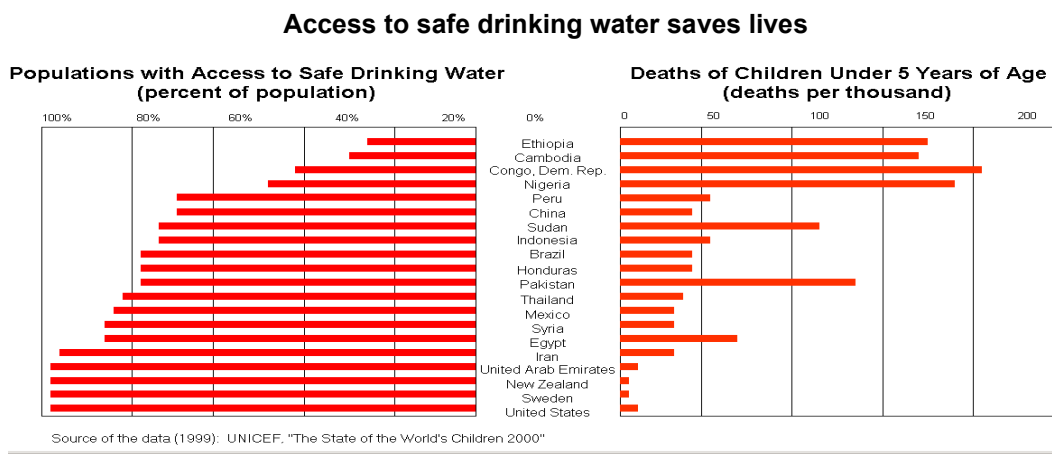 Access to safe drinking water saves lives
Populations with Access to Safe Drinking Water
(percent of population)
Deaths of Children Under 5 Years of Age
(deaths per thousand)
100% 80% 60% 40% 20% 0%
0 50 100 150 200
Ethiopia
Cambodia
Congo, Dem. Rep.
Nigeria
Peru
China
Sudan
Indonesia
Brazil
Honduras
Pakistan
Thailand
Mexico
Syria
Egypt
Iran
United Arab Emirates
New Zealand
Sweden
United States
Source of the data (1999): UNICEF, "The State of the World's Children 2000"